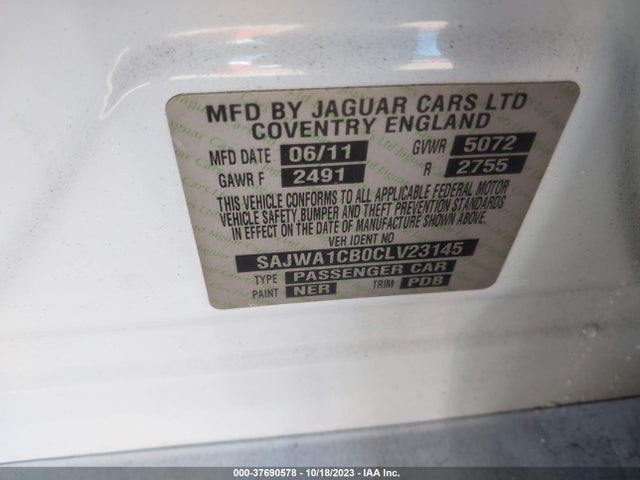 MFD BY JAGUAR CARS LTD
COVENTRY ENGLAND
MFD DATE 06/11 GVWR 5072
GAWR F 2491 R 2755
THIS VEHICLE CONFORMS TO ALL APPLICABLE FEDERAL MOTOR
VEHICLE SAFETY, BUMPER AND THEFT PREVENTION STANDARDS
IN EFFECT ON THE DATE OF MANUFACTURE SHOWN ABOVE.
VEH IDENT NO
SAJWA1CB0CLV23145
TYPE PASSENGER CAR
PAINT NER TRIM PDB
000-37690578 | 10/18/2023 | IAA Inc.